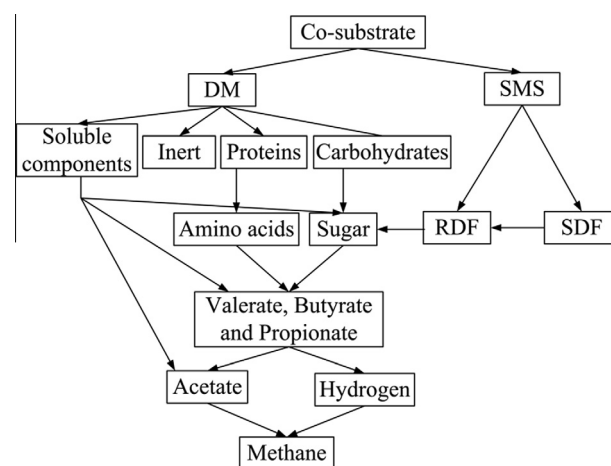 Co-substrate
DM
SMS
Soluble
components
Inert
Proteins
Carbohydrates
Amino acids
Sugar
RDF
SDF
Valerate, Butyrate
and Propionate
Acetate
Hydrogen
Methane